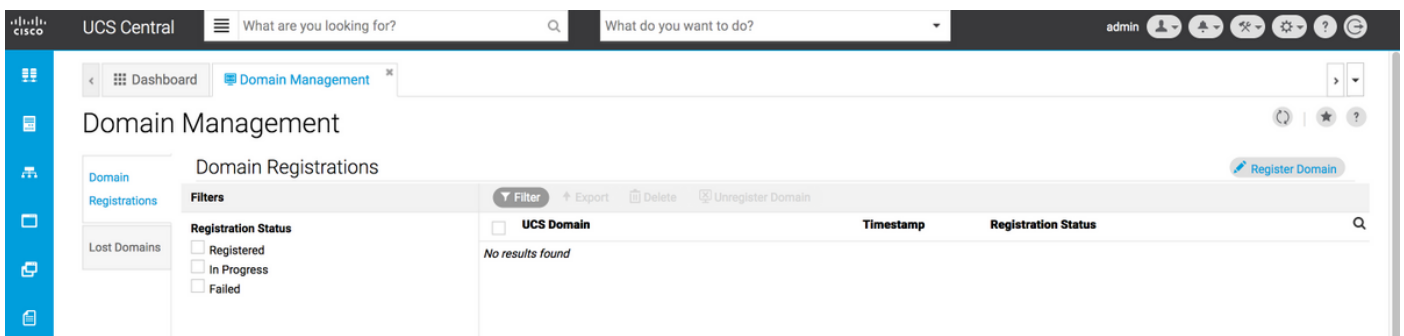 CISCO
UCS Central
What are you looking for?
What do you want to do?
admin
Dashboard
Domain Management
Domain Management
Domain Registrations
Register Domain
Domain
Registrations
Lost Domains
Filters
Filter
Export
Delete
Unregister Domain
Registration Status
Registered
In Progress
Failed
UCS Domain
Timestamp
Registration Status
No results found